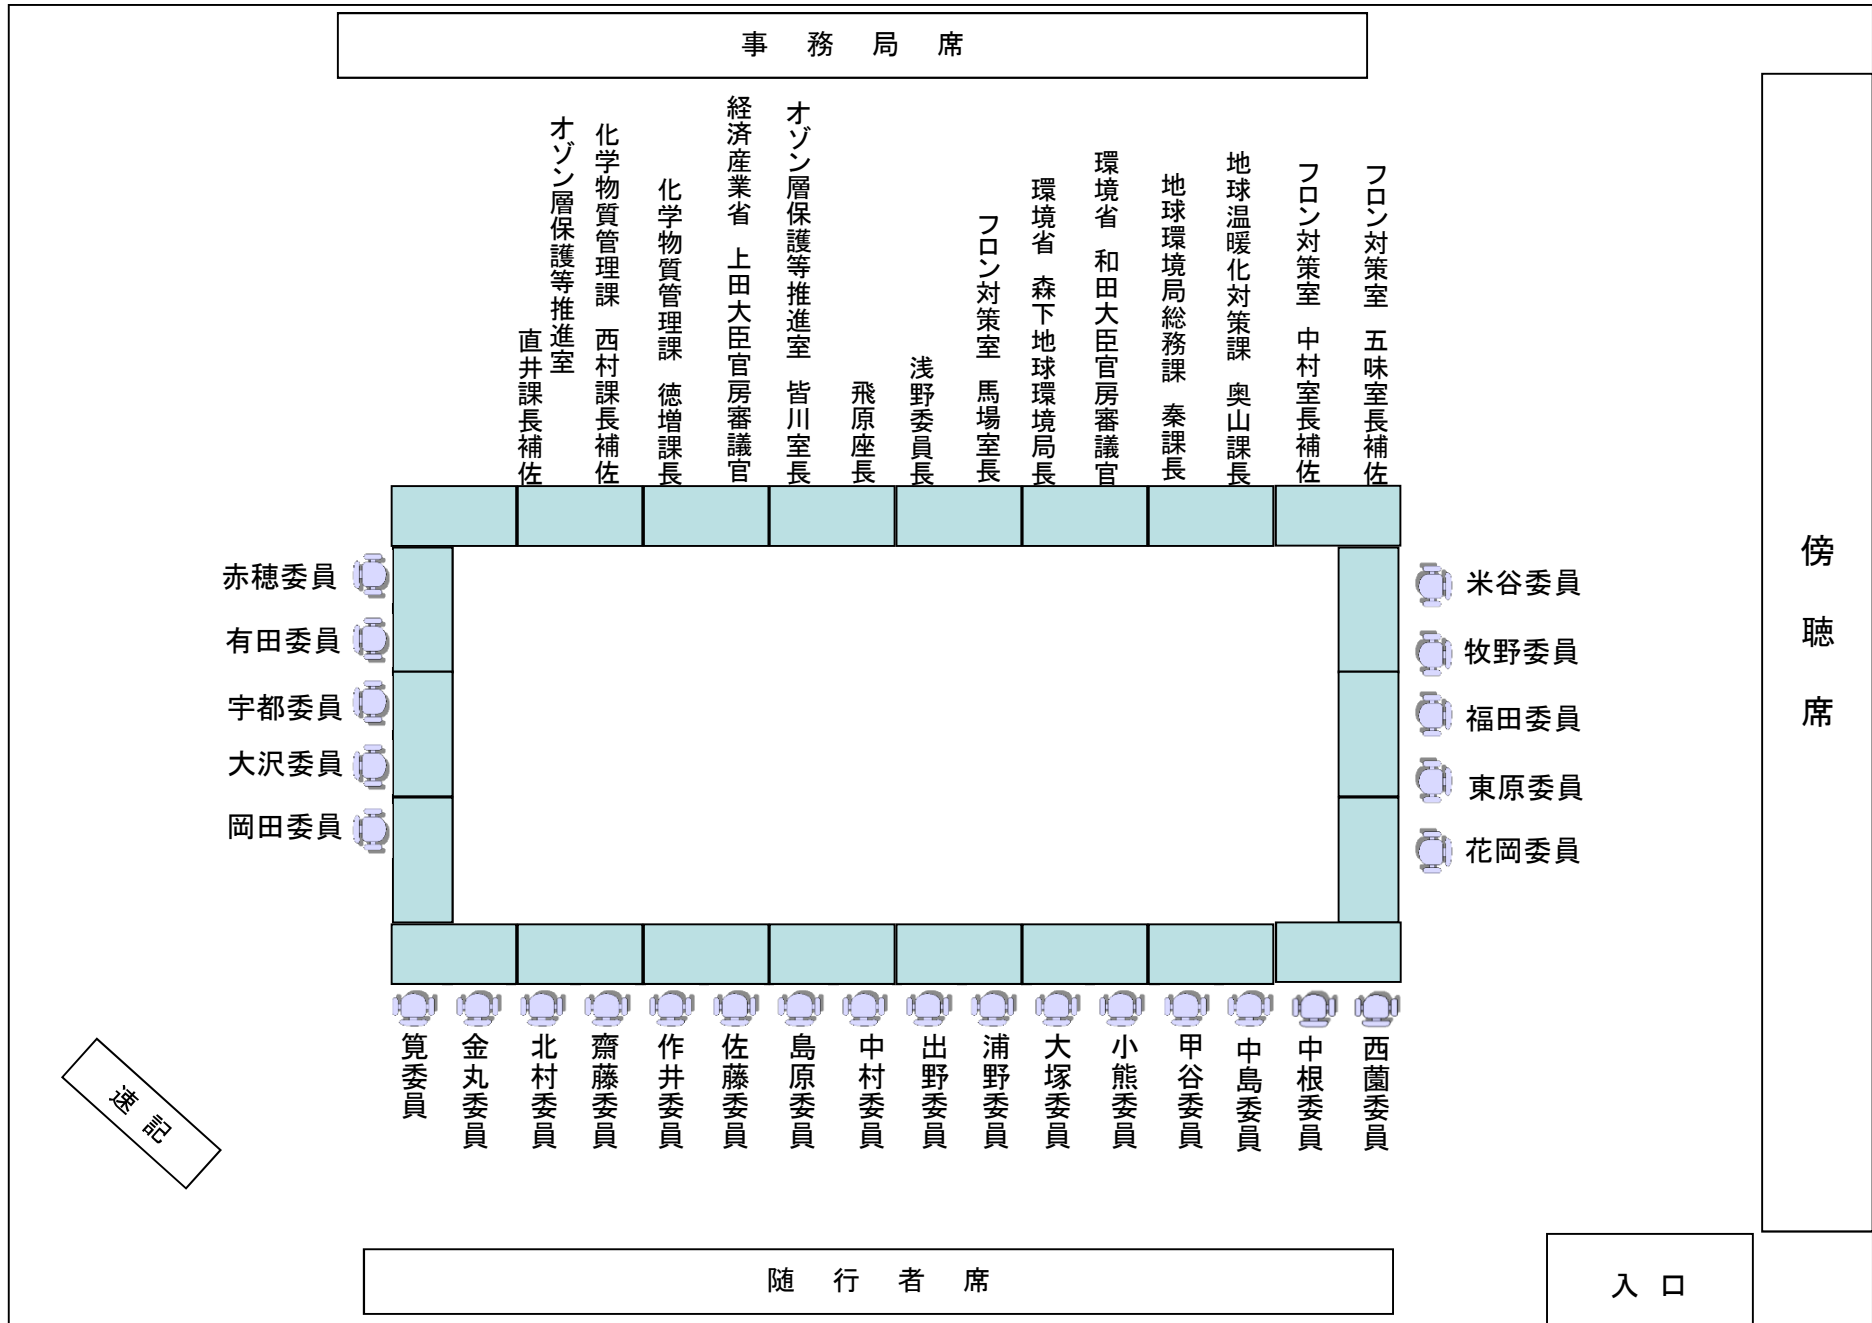 事務局席
オゾン層保護等推進室
直井課長補佐
化学物質管理課 西村課長補佐
化学物質管理課 徳増課長
経済産業省 上田大臣官房審議官
オゾン層保護等推進室 皆川室長
飛原座長
浅野委員長
フロン対策室 馬場室長
環境省 森下地球環境局長
環境省 和田大臣官房審議官
地球環境局総務課 秦課長
地球温暖化対策課 奥山課長
フロン対策室 中村室長補佐
フロン対策室 五味室長補佐
赤穂委員
有田委員
宇都委員
大沢委員
岡田委員
米谷委員
牧野委員
福田委員
東原委員
花岡委員
傍聴席
筧委員
金丸委員
北村委員
齋藤委員
作井委員
佐藤委員
島原委員
中村委員
出野委員
浦野委員
大塚委員
小熊委員
甲谷委員
中島委員
中根委員
西薗委員
速記
随行者席
入口